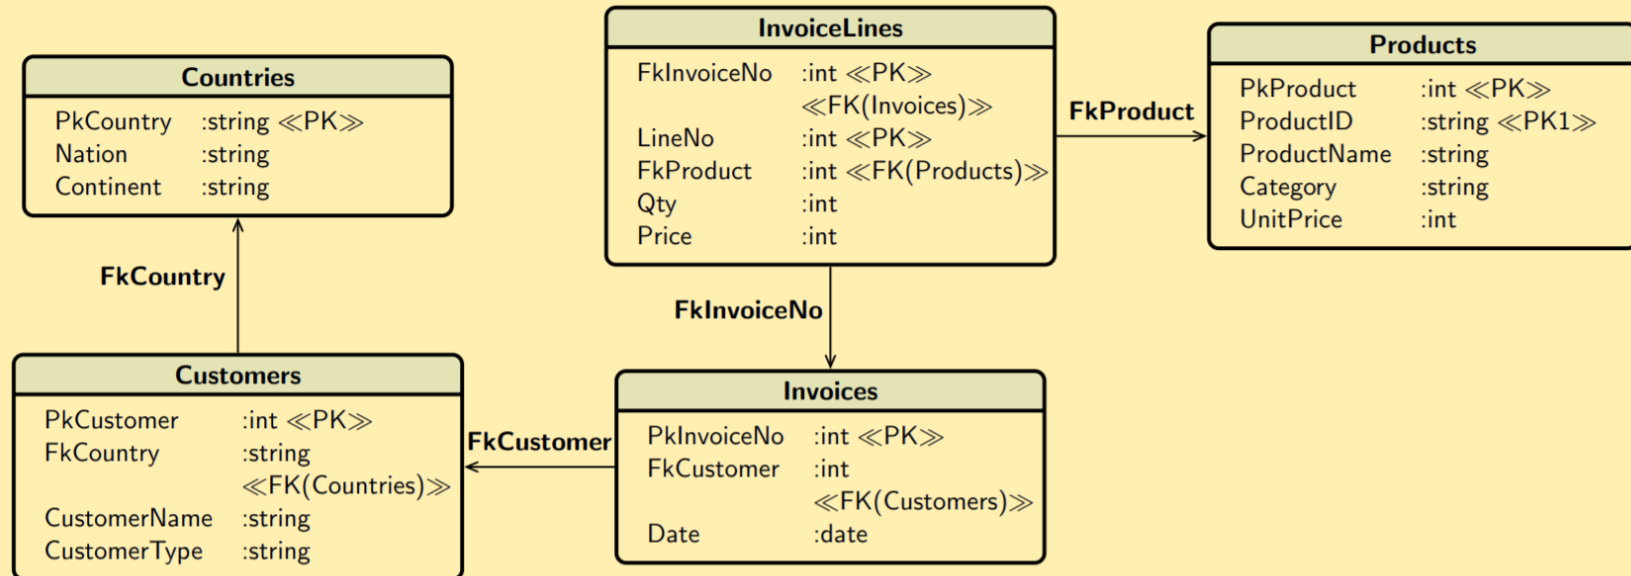 Countries
PkCountry :string ≪PK≫
Nation :string
Continent :string
FkCountry
Customers
PkCustomer :int ≪PK≫
FkCountry :string
≪FK(Countries)≫
CustomerName :string
CustomerType :string
InvoiceLines
FkInvoiceNo :int ≪PK≫
≪FK(Invoices)≫
LineNo :int ≪PK≫
FkProduct :int ≪FK(Products)≫
Qty :int
Price :int
FkInvoiceNo
FkCustomer
Invoices
PkInvoiceNo :int ≪PK≫
FkCustomer :int
≪FK(Customers)≫
Date :date
FkProduct
Products
PkProduct :int ≪PK≫
ProductID :string ≪PK1≫
ProductName :string
Category :string
UnitPrice :int